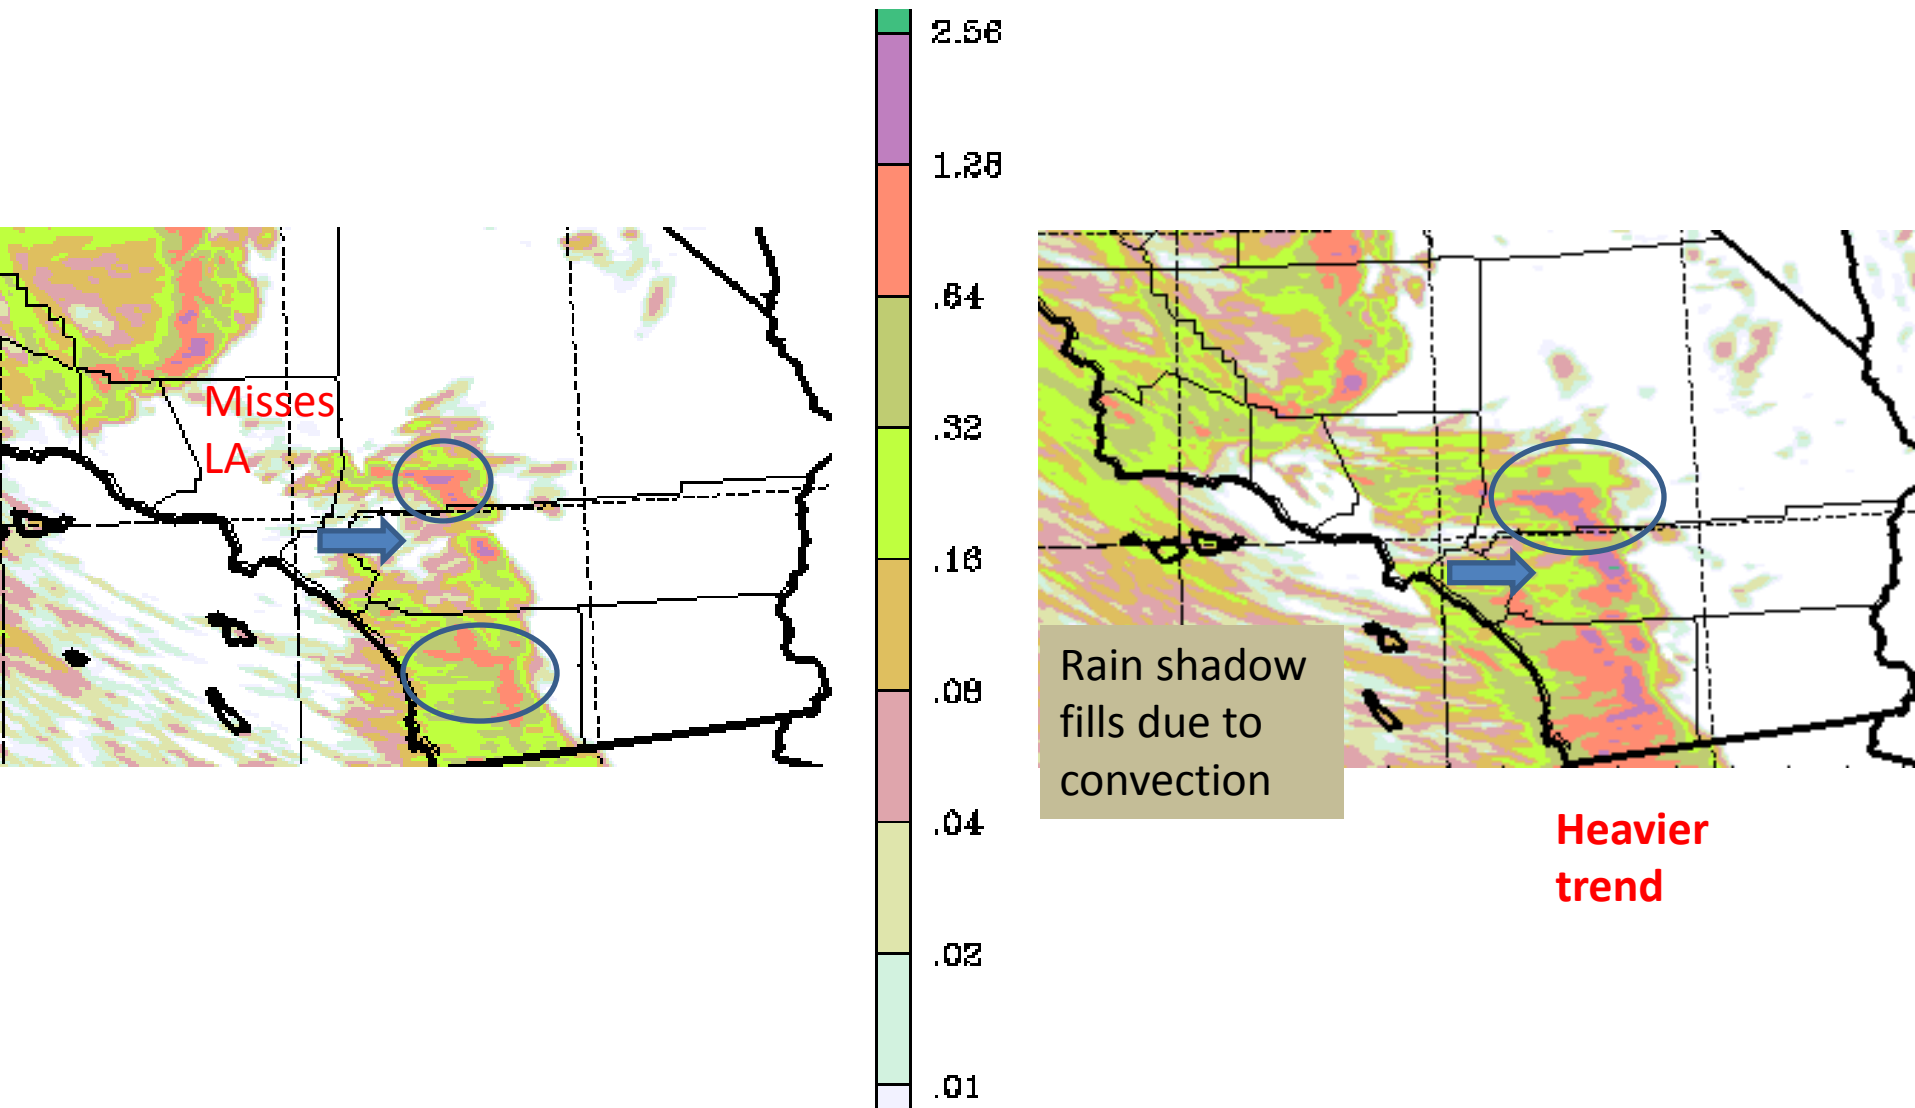 Misses
LA
2.56
1.28
.64
.32
.16
.08
.04
.02
.01
Rain shadow
fills due to
convection
Heavier
trend